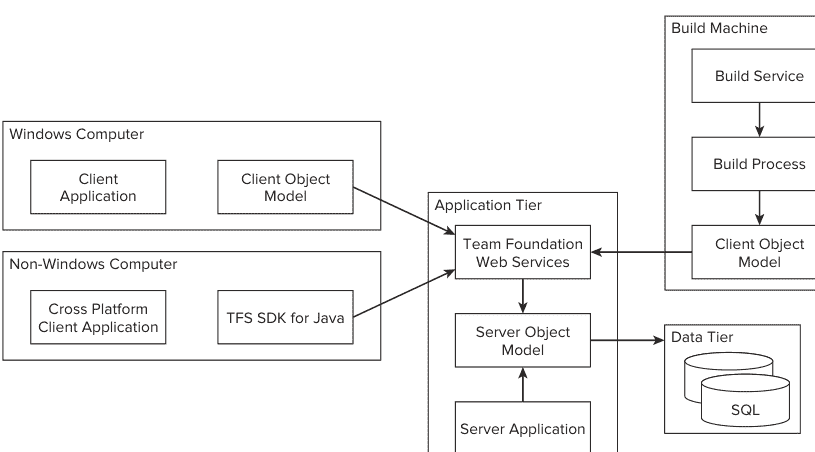 Build Machine
Build Service
Build Process
Client Object
Model
Windows Computer
Client
Application
Client Object
Model
Non-Windows Computer
Cross Platform
Client Application
TFS SDK for Java
Application Tier
Team Foundation
Web Services
Server Object
Model
Server Application
Data Tier
SQL